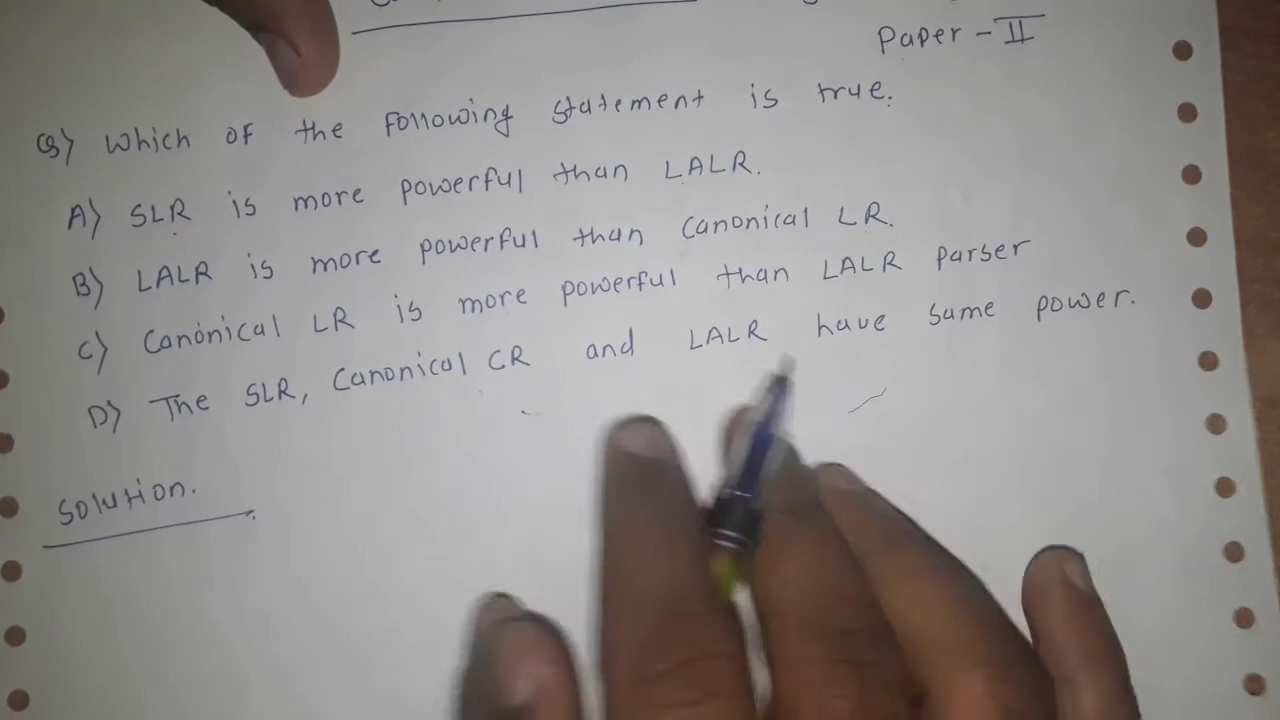 Paper - II
Q) Which of the following statement is true.
A) SLR is more powerful than LALR.
B) LALR is more powerful than Canonical LR.
C) Canonical LR is more powerful than LALR parser
D) The SLR, Canonical CR and LALR have same power.
Solution.